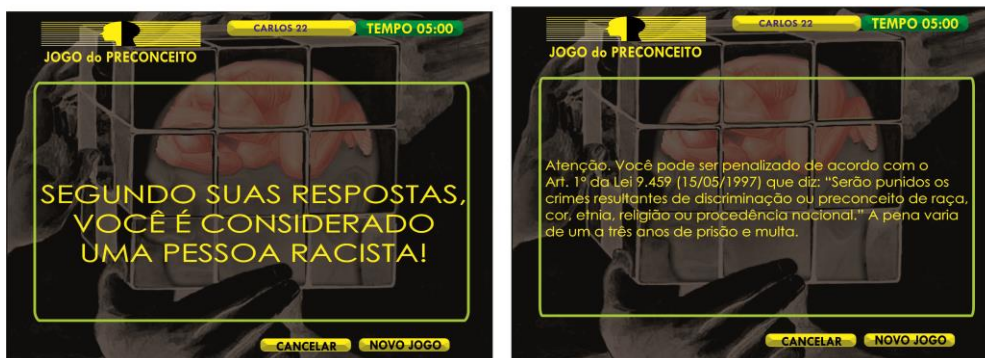 CARLOS 22
TEMPO 05:00
JOGO do PRECONCEITO
SEGUNDO SUAS RESPOSTAS,
VOCÊ É CONSIDERADO
UMA PESSOA RACISTA!
CANCELAR
NOVO JOGO
CARLOS 22
TEMPO 05:00
JOGO do PRECONCEITO
Atenção. Você pode ser penalizado de acordo com o
Art. 1º da Lei 9.459 (15/05/1997) que diz: “Serão punidos os
crimes resultantes de discriminação ou preconceito de raça,
cor, etnia, religião ou procedência nacional.” A pena varia
de um a três anos de prisão e multa.
CANCELAR
NOVO JOGO